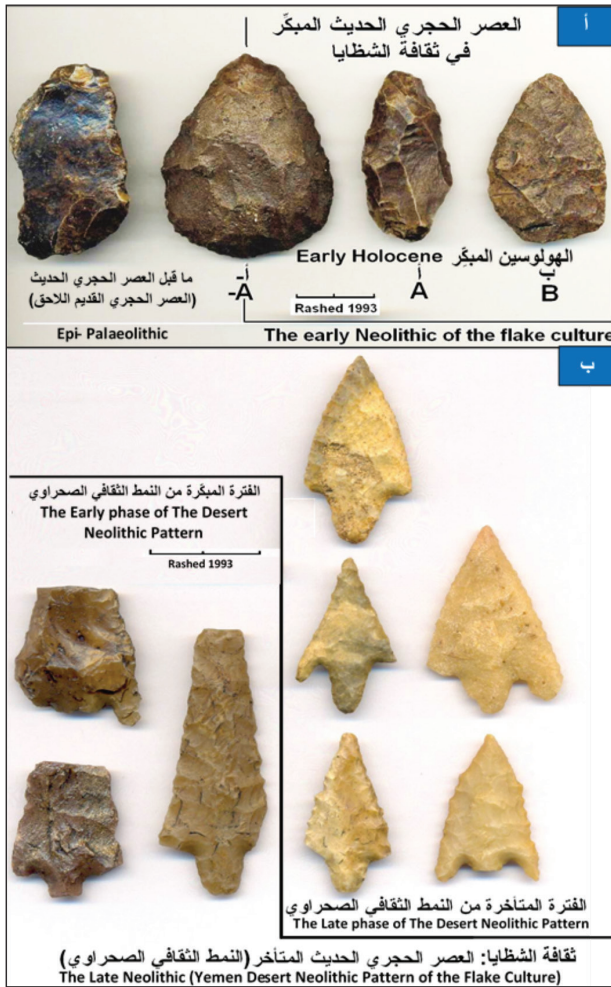 أ
العصر الحجري الحديث المبكّر
في ثقافة الشظايا
الهولوسين المبكّر Early Holocene
ما قبل العصر الحجري الحديث
(العصر الحجري القديم اللاحق)
Epi- Palaeolithic
أ-
-A
Rashed 1993
أ
A
ب
B
The early Neolithic of the flake culture
ب
الفترة المبكّرة من النمط الثقافي الصحراوي
The Early phase of The Desert
Neolithic Pattern
Rashed 1993
الفترة المتأخرة من النمط الثقافي الصحراوي
The Late phase of The Desert Neolithic Pattern
ثقافة الشظايا: العصر الحجري الحديث المتأخر (النمط الثقافي الصحراوي)
The Late Neolithic (Yemen Desert Neolithic Pattern of the Flake Culture)